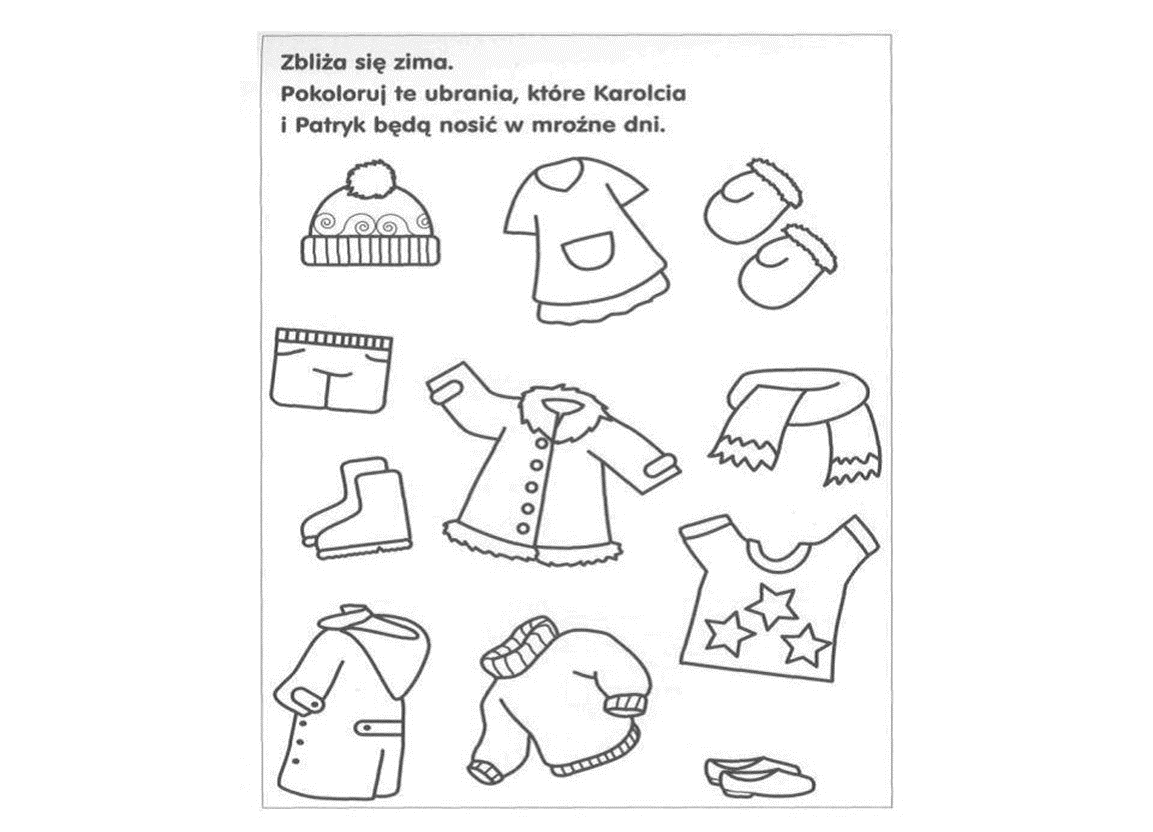 Zbliża się zima.
Pokoloruj te ubrania, które Karolcia
i Patryk będą nosić w mroźne dni.